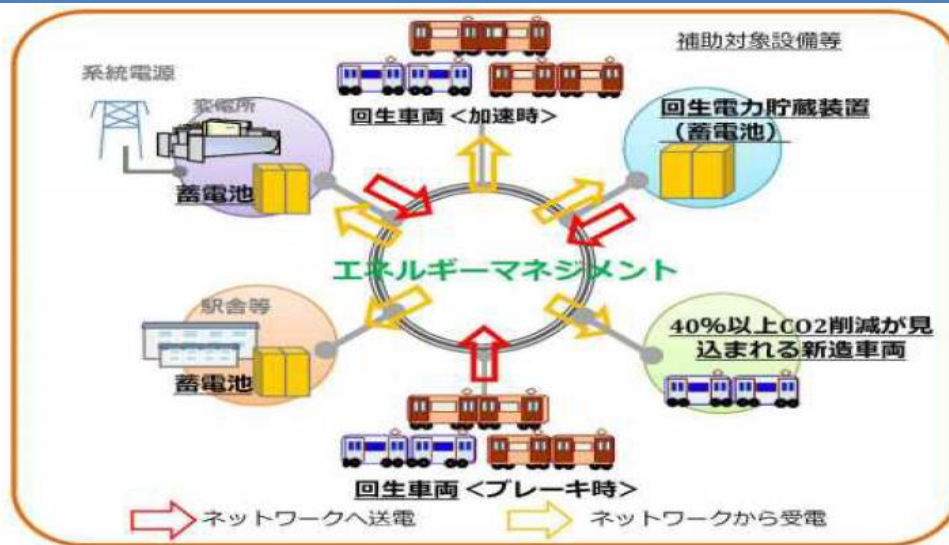 補助対象設備等
系統電源
変電所
蓄電池
回生車両<加速時>
回生電力貯蔵装置
（蓄電池）
エネルギーマネジメント
駅舎等
蓄電池
40%以上CO2削減が見
込まれる新造車両
回生車両<ブレーキ時>
ネットワークへ送電
ネットワークから受電